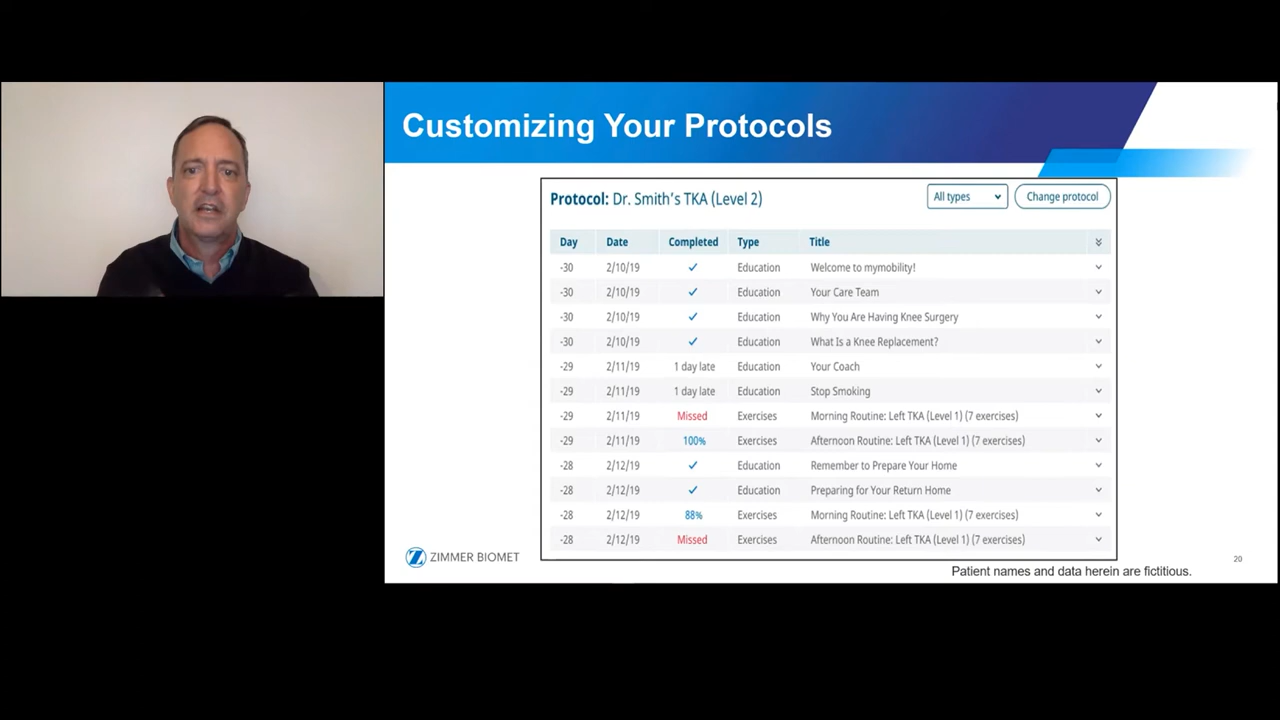 Customizing Your Protocols
Protocol: Dr. Smith's TKA (Level 2)
All types
Change protocol
Day Date Completed Type Title
-30 2/10/19 ✓ Education Welcome to mymobility!
-30 2/10/19 ✓ Education Your Care Team
-30 2/10/19 ✓ Education Why You Are Having Knee Surgery
-30 2/10/19 ✓ Education What Is a Knee Replacement?
-29 2/11/19 1 day late Education Your Coach
-29 2/11/19 1 day late Education Stop Smoking
-29 2/11/19 Missed Exercises Morning Routine: Left TKA (Level 1) (7 exercises)
-29 2/11/19 100% Exercises Afternoon Routine: Left TKA (Level 1) (7 exercises)
-28 2/12/19 ✓ Education Remember to Prepare Your Home
-28 2/12/19 ✓ Education Preparing for Your Return Home
-28 2/12/19 88% Exercises Morning Routine: Left TKA (Level 1) (7 exercises)
-28 2/12/19 Missed Exercises Afternoon Routine: Left TKA (Level 1) (7 exercises)
ZIMMER BIOMET
20
Patient names and data herein are fictitious.